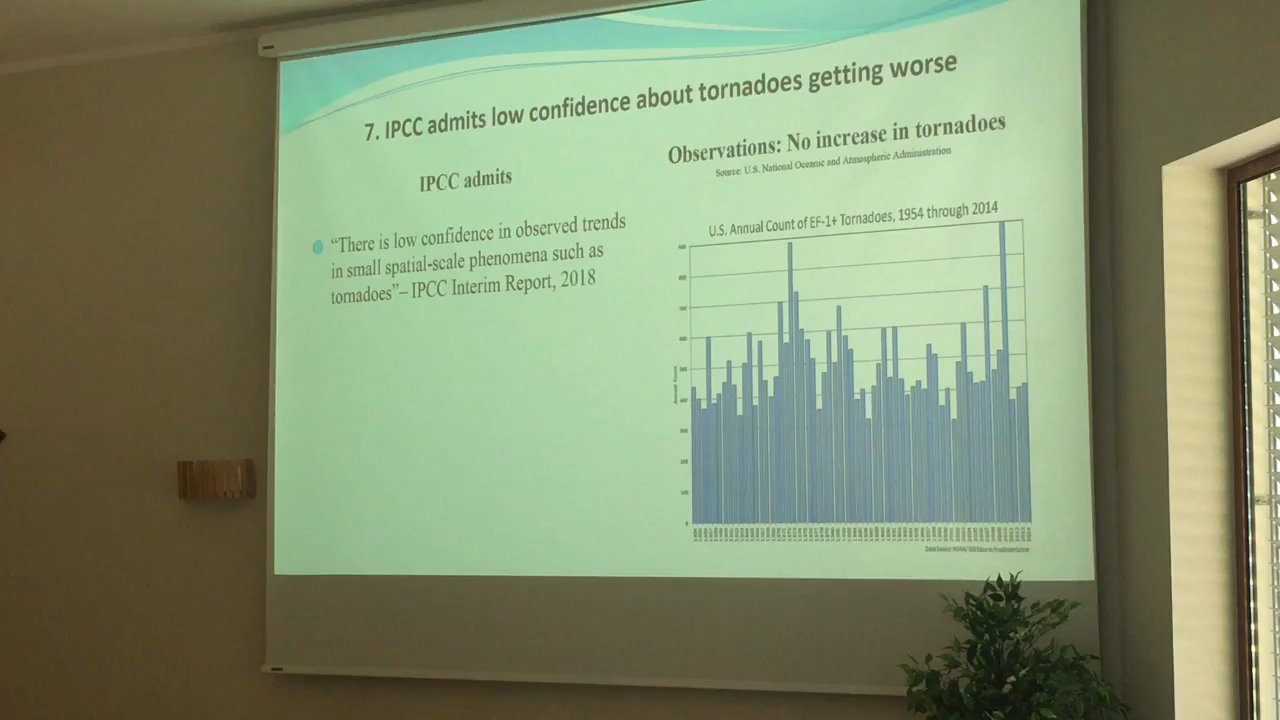 7. IPCC admits low confidence about tornadoes getting worse
IPCC admits
“There is low confidence in observed trends
in small spatial-scale phenomena such as
tornadoes”– IPCC Interim Report, 2018
Observations: No increase in tornadoes
Source: U.S. National Oceanic and Atmospheric Administration
U.S. Annual Count of EF-1+ Tornadoes, 1954 through 2014